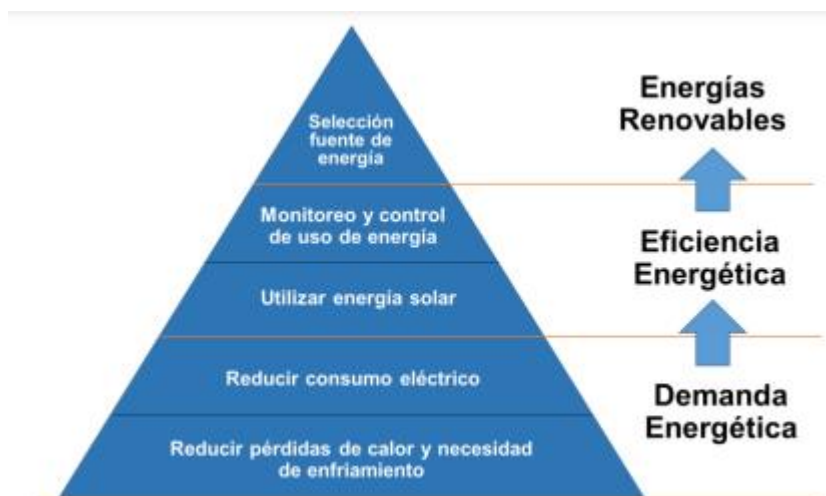 Selección
fuente de
energía
Energías
Renovables
Monitoreo y control
de uso de energía
Utilizar energía solar
Eficiencia
Energética
Reducir consumo eléctrico
Reducir pérdidas de calor y necesidad
de enfriamiento
Demanda
Energética